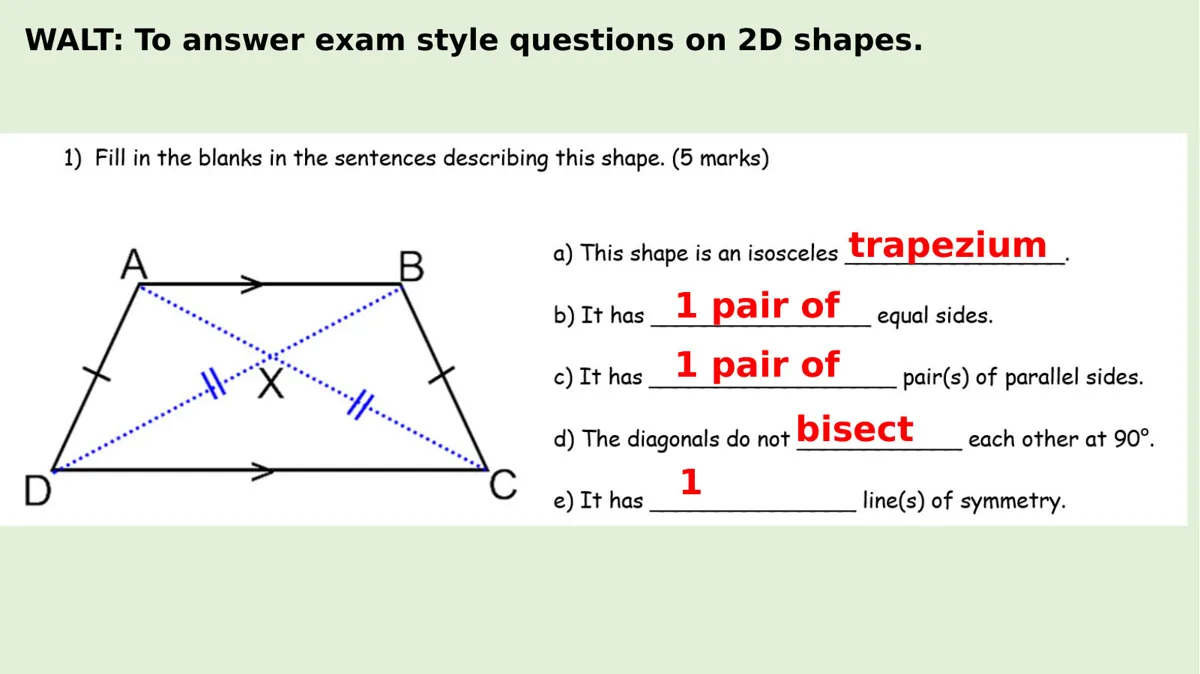 WALT: To answer exam style questions on 2D shapes.
1) Fill in the blanks in the sentences describing this shape. (5 marks)
A
B
X
D
C
a) This shape is an isosceles trapezium.
b) It has 1 pair of equal sides.
c) It has 1 pair of pair(s) of parallel sides.
d) The diagonals do not bisect each other at 90°.
e) It has 1 line(s) of symmetry.